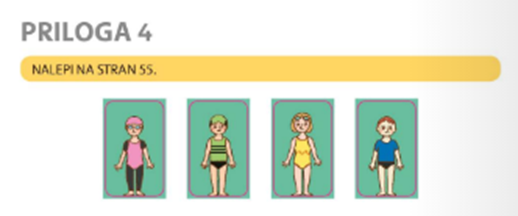 PRILOGA 4
NALEPI NA STRAN 55.